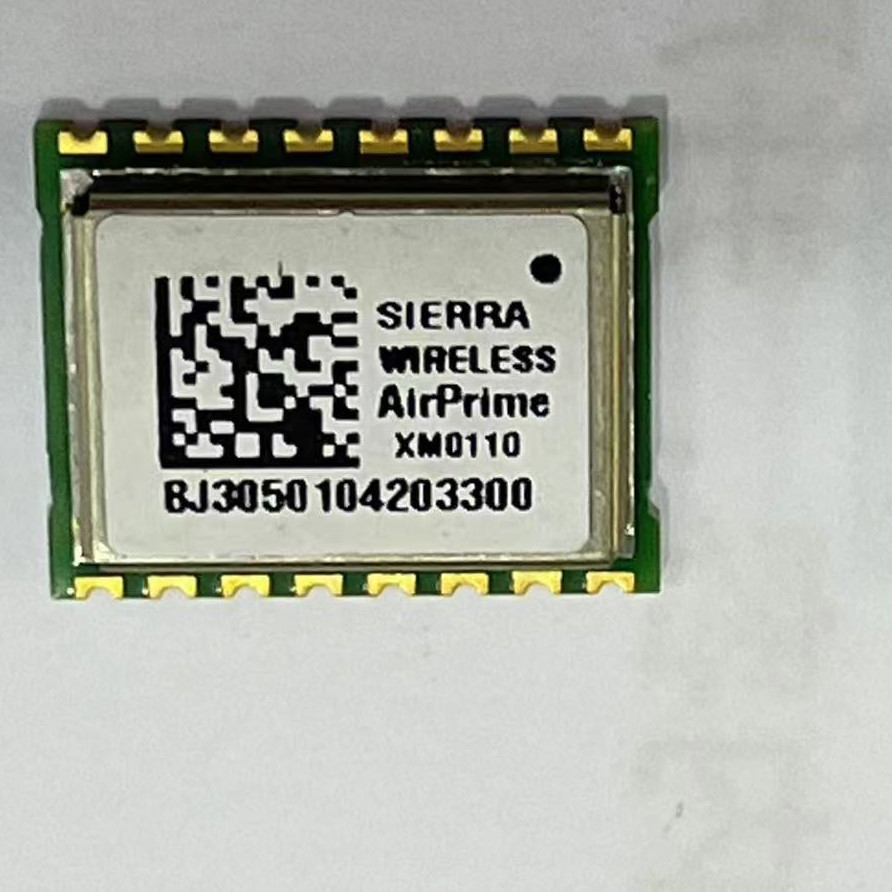 SIERRA
WIRELESS
AirPrime
XM0110
BJ3050104203300